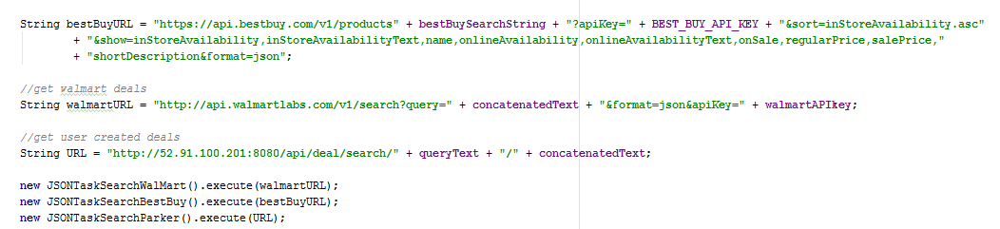 String bestBuyURL = "https://api.bestbuy.com/v1/products" + bestBuySearchString + "?apiKey=" + BEST_BUY_API_KEY + "&sort=inStoreAvailability.asc"
+ "&show=inStoreAvailability,inStoreAvailabilityText,name,onlineAvailability,onlineAvailabilityText,onSale,regularPrice,salePrice,"
+ "shortDescription&format=json";
//get walmart deals
String walmartURL = "http://api.walmartlabs.com/v1/search?query=" + concatenatedText + "&format=json&apiKey=" + walmartAPIkey;
//get user created deals
String URL = "http://52.91.100.201:8080/api/deal/search/" + queryText + "/" + concatenatedText;
new JSONTaskSearchWalMart().execute(walmartURL);
new JSONTaskSearchBestBuy().execute(bestBuyURL);
new JSONTaskSearchParker().execute(URL);